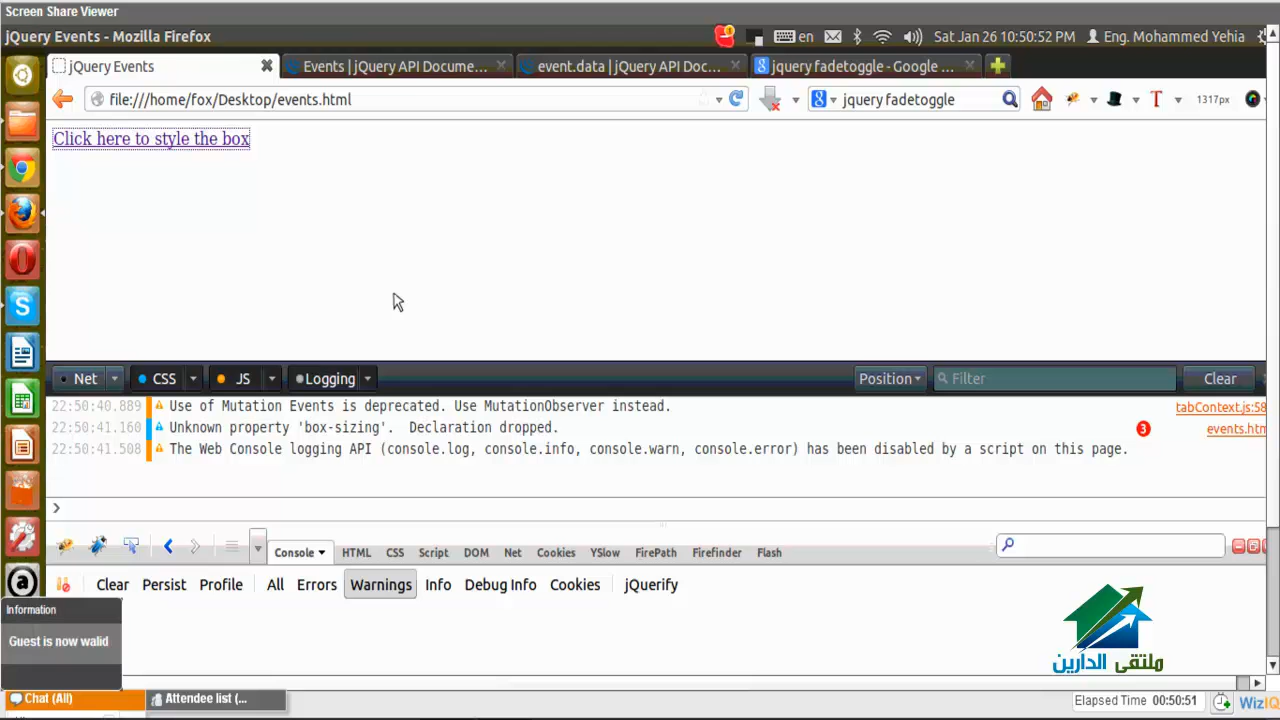 Screen Share Viewer
jQuery Events - Mozilla Firefox
en
Sat Jan 26 10:50:52 PM
Eng. Mohammed Yehia
jQuery Events
Events | jQuery API Docume...
event.data | jQuery API Doc...
jquery fadetoggle - Google ...
file:///home/fox/Desktop/events.html
jquery fadetoggle
1317px
Click here to style the box
Net
CSS
JS
Logging
Position
Filter
Clear
22:50:40.889 Use of Mutation Events is deprecated. Use MutationObserver instead. tabContext.js:58
22:50:41.160 Unknown property 'box-sizing'. Declaration dropped. 3 events.htm
22:50:41.508 The Web Console logging API (console.log, console.info, console.warn, console.error) has been disabled by a script on this page.
Console HTML CSS Script DOM Net Cookies YSlow FirePath Firefinder Flash
Clear Persist Profile All Errors Warnings Info Debug Info Cookies jQuerify
Information
Guest is now walid
ملتقى الدارين
Chat (All)
Attendee list (...
Elapsed Time 00:50:51
WizIQ